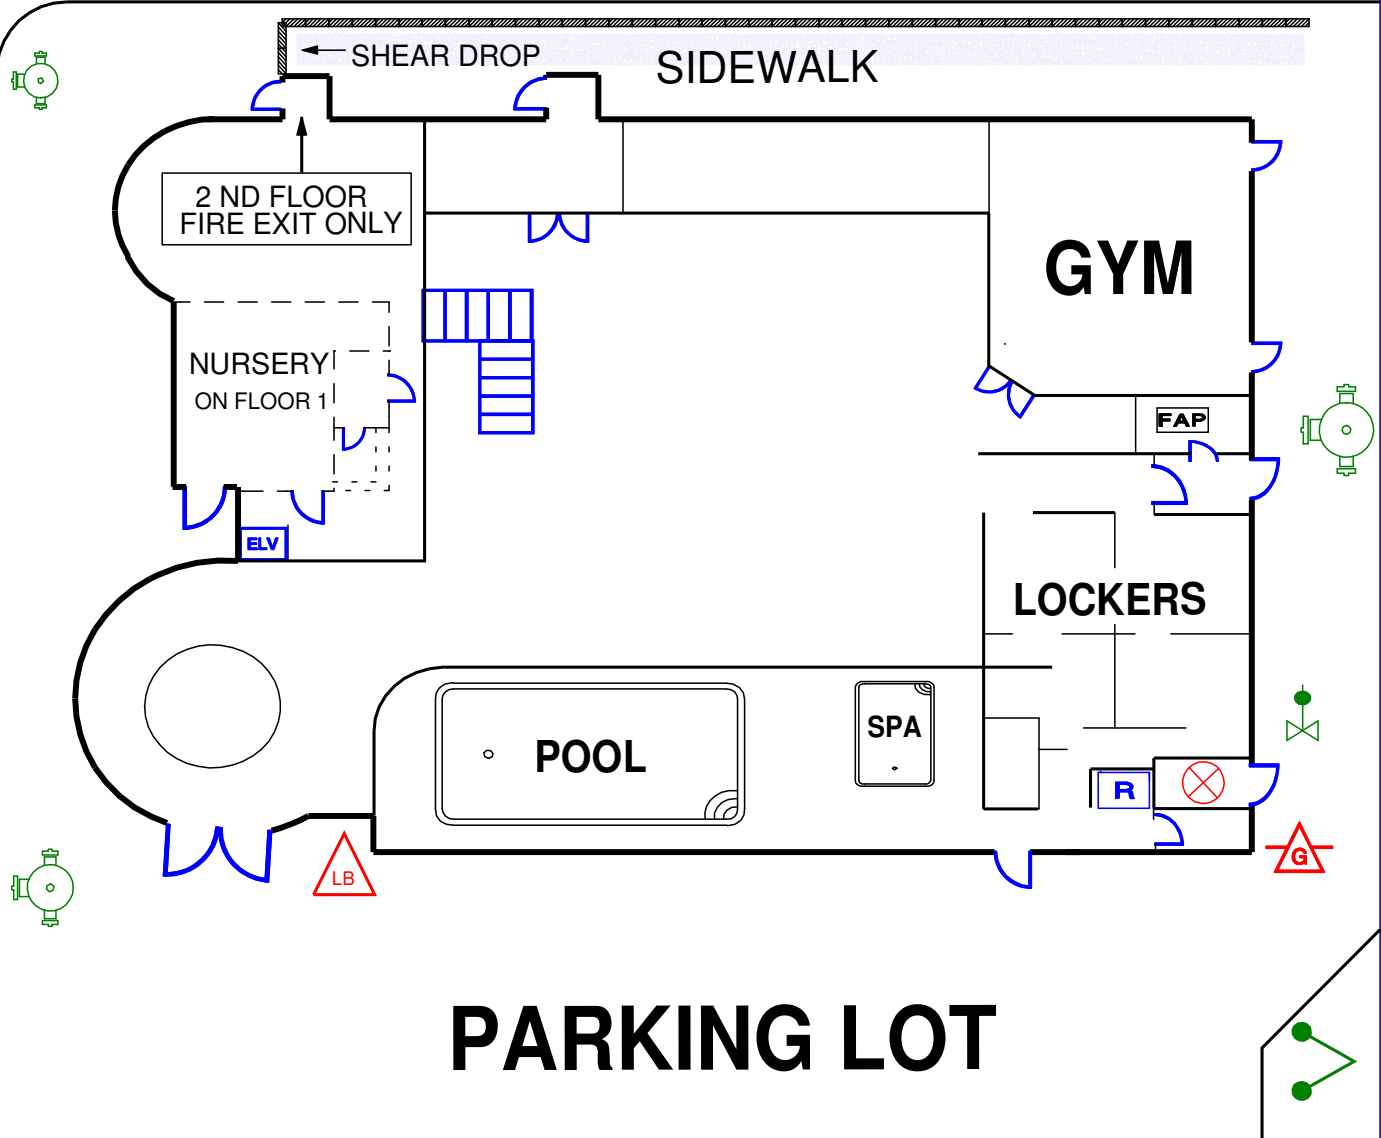 SHEAR DROP
SIDEWALK
2 ND FLOOR
FIRE EXIT ONLY
GYM
NURSERY
ON FLOOR 1
FAP
ELV
LOCKERS
SPA
POOL
R
LB
G
PARKING LOT